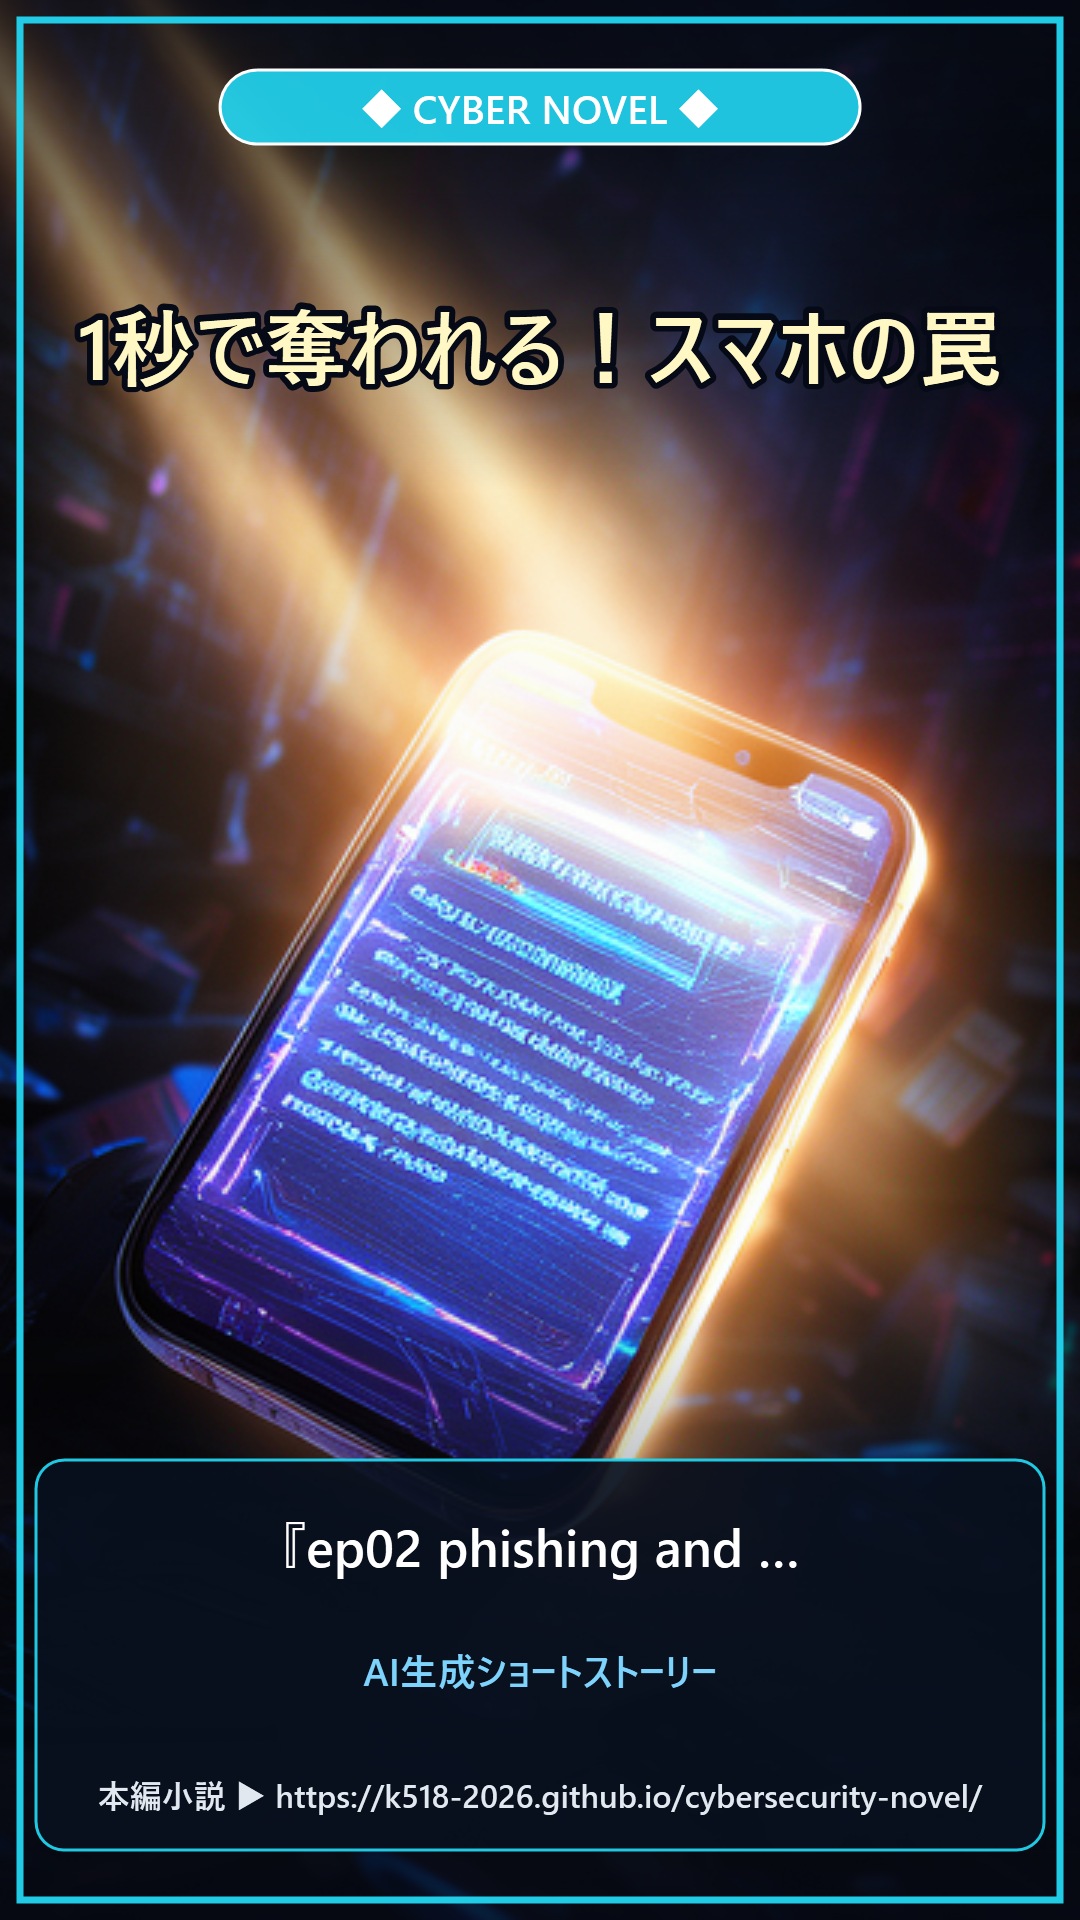 ◆ CYBER NOVEL ◆
1秒で奪われる！スマホの罠
『ep02 phishing and ...
AI生成ショートストーリー
本編小説 ▶ https://k518-2026.github.io/cybersecurity-novel/